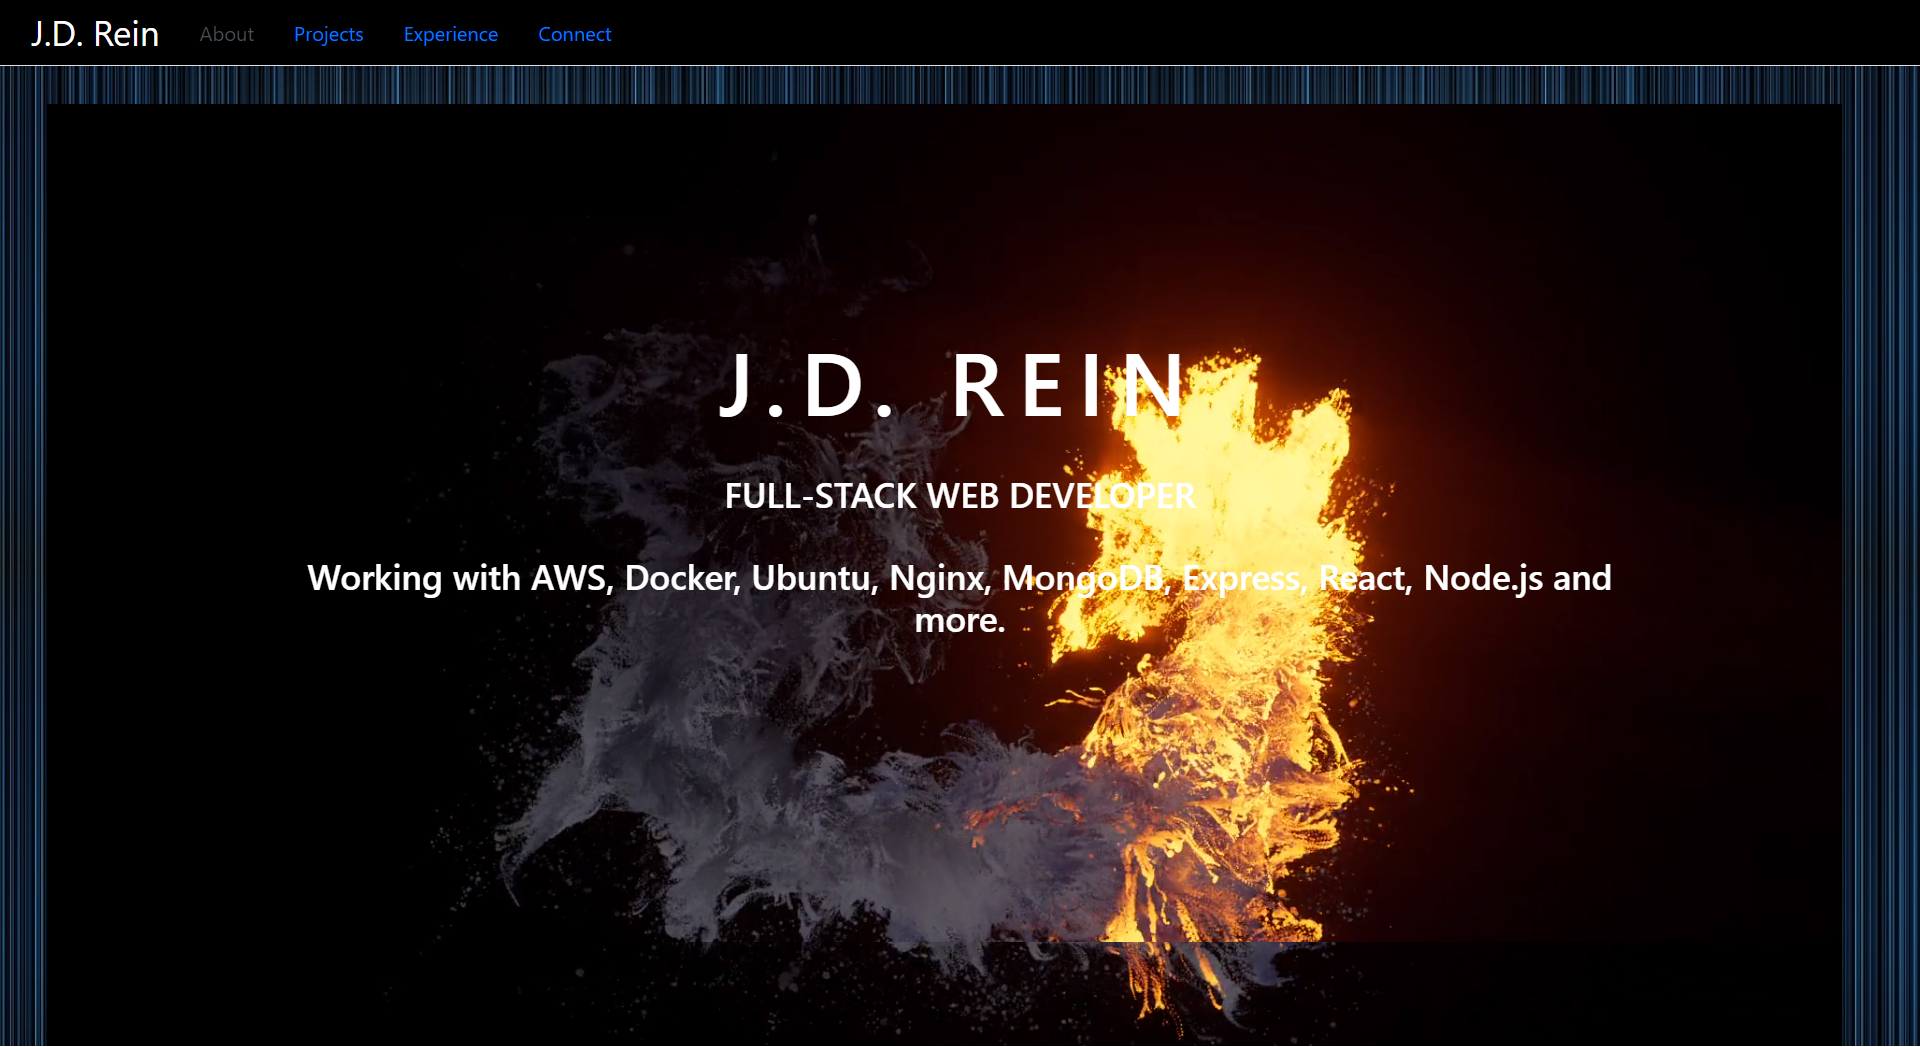 J.D. Rein About Projects Experience Connect
J.D. REIN
FULL-STACK WEB DEVELOPER
Working with AWS, Docker, Ubuntu, Nginx, MongoDB, Express, React, Node.js and
more.